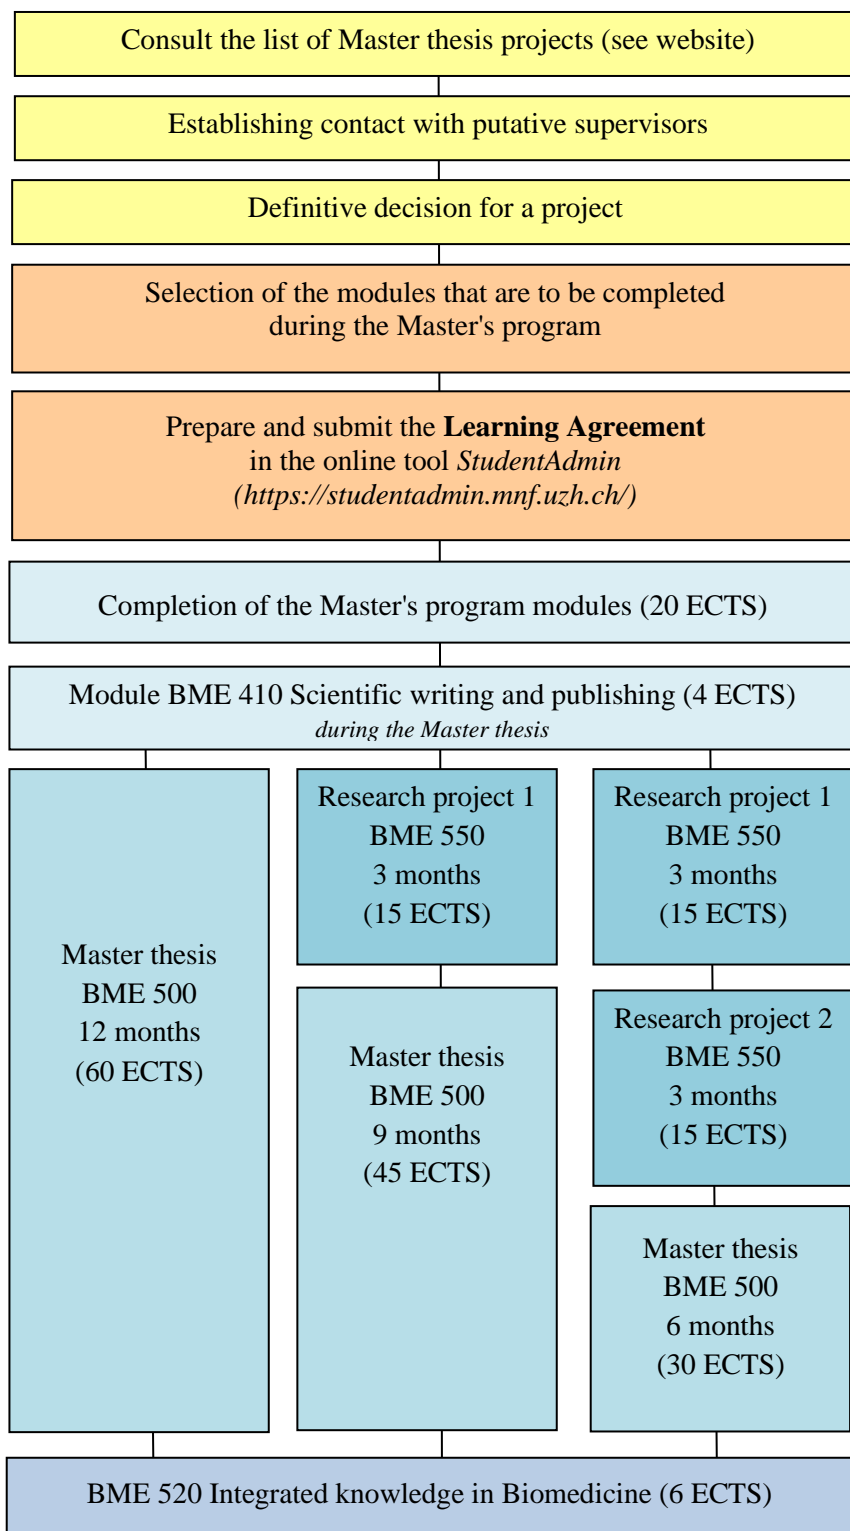 Consult the list of Master thesis projects (see website)
Establishing contact with putative supervisors
Definitive decision for a project
Selection of the modules that are to be completed
during the Master's program
Prepare and submit the Learning Agreement
in the online tool StudentAdmin
(https://studentadmin.mnf.uzh.ch/)
Completion of the Master's program modules (20 ECTS)
Module BME 410 Scientific writing and publishing (4 ECTS)
during the Master thesis
Master thesis
BME 500
12 months
(60 ECTS)
Research project 1
BME 550
3 months
(15 ECTS)
Master thesis
BME 500
9 months
(45 ECTS)
Research project 1
BME 550
3 months
(15 ECTS)
Research project 2
BME 550
3 months
(15 ECTS)
Master thesis
BME 500
6 months
(30 ECTS)
BME 520 Integrated knowledge in Biomedicine (6 ECTS)